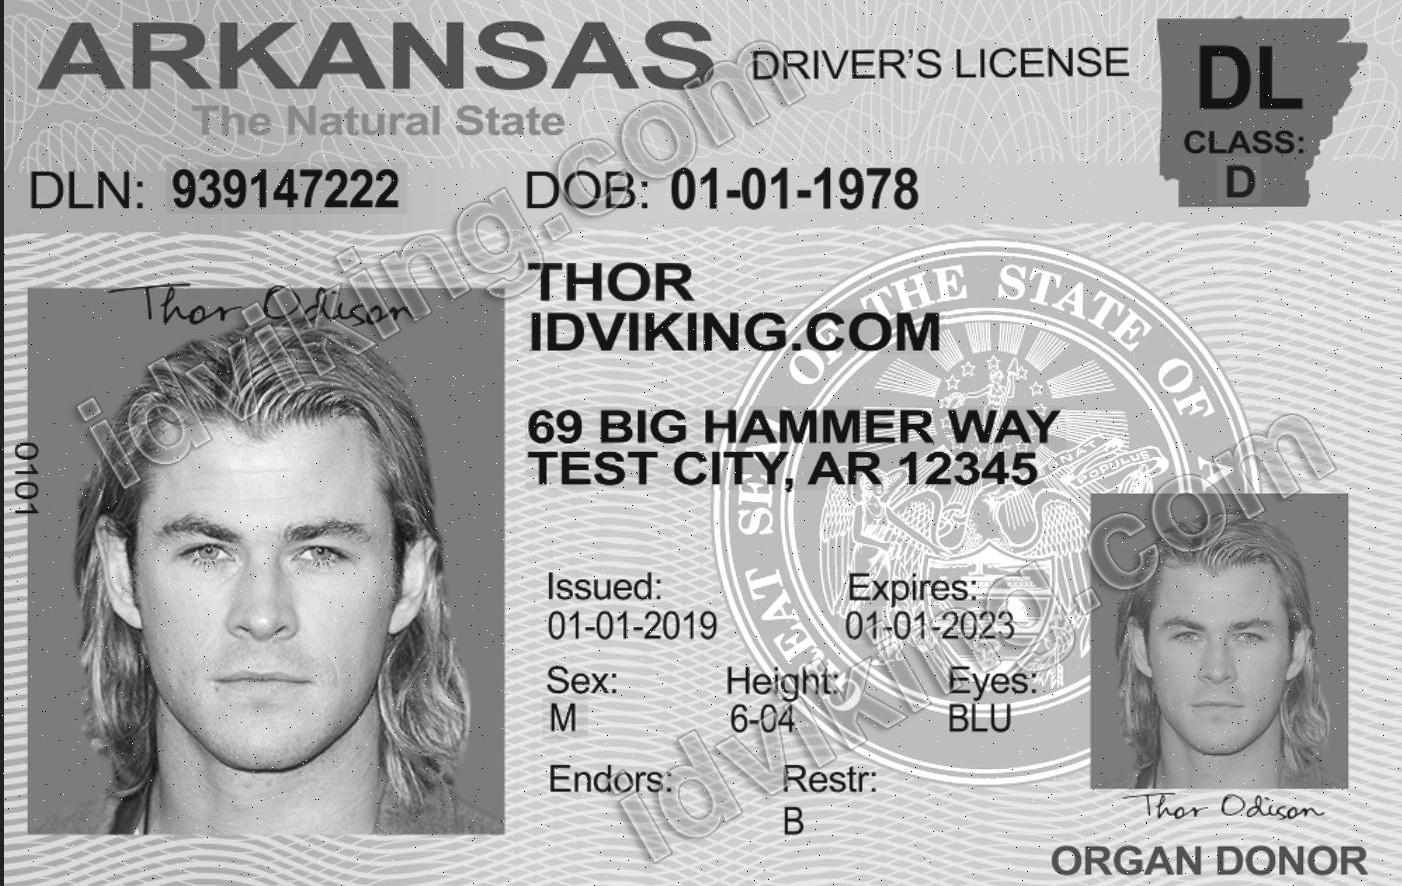 ARKANSAS
DRIVER'S LICENSE
DL
The Natural State
CLASS:
D
DLN: 939147222
DOB: 01-01-1978
THOR
IDVIKING.COM
Thor Odison
69 BIG HAMMER WAY
TEST CITY, AR 12345
0101
Issued:
01-01-2019
Expires:
01-01-2023
Sex:
M
Height:
6-04
Eyes:
BLU
Endors:
Restr:
B
Thor Odison
ORGAN DONOR
idviking.com
idviking.com
SEAL OF THE STATE OF
POPULUS